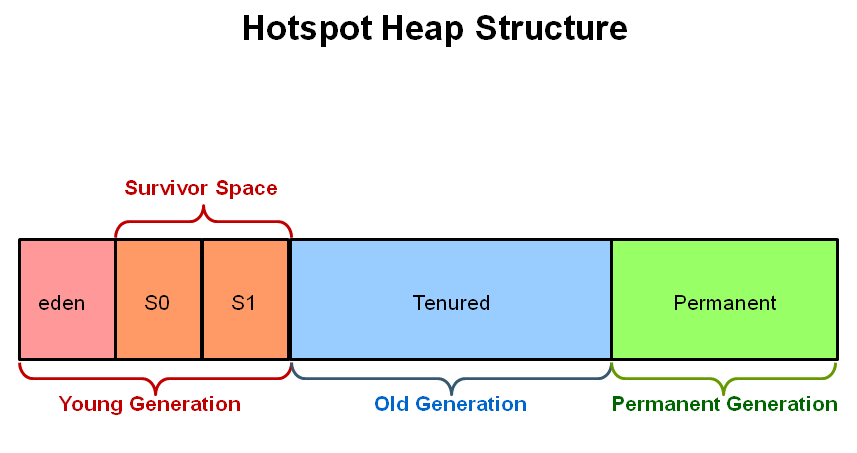 Hotspot Heap Structure
Survivor Space
eden
S0
S1
Tenured
Permanent
Young Generation
Old Generation
Permanent Generation